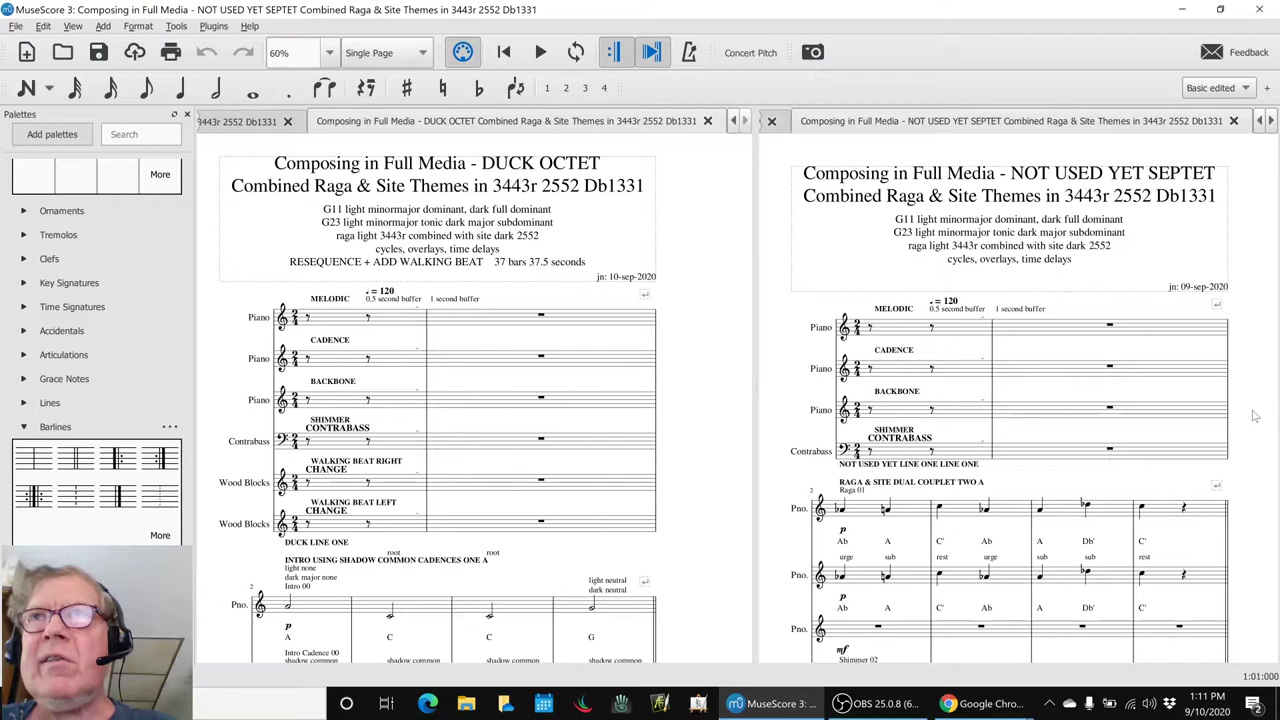 MuseScore 3: Composing in Full Media - NOT USED YET SEPTET Combined Raga & Site Themes in 3443r 2552 Db1331
File Edit View Add Format Tools Plugins Help
60% Single Page Concert Pitch Feedback
1 2 3 4 Basic edited +
Palettes
3443r 2552 Db1331
Composing in Full Media - DUCK OCTET Combined Raga & Site Themes in 3443r 2552 Db1331
Composing in Full Media - NOT USED YET SEPTET Combined Raga & Site Themes in 3443r 2552 Db1331
Add palettes
Search
More
Ornaments
Tremolos
Clefs
Key Signatures
Time Signatures
Accidentals
Articulations
Grace Notes
Lines
Barlines
More
Composing in Full Media - DUCK OCTET
Combined Raga & Site Themes in 3443r 2552 Db1331
G11 light minormajor dominant, dark full dominant
G23 light minormajor tonic dark major subdominant
raga light 3443r combined with site dark 2552
cycles, overlays, time delays
RESEQUENCE + ADD WALKING BEAT 37 bars 37.5 seconds
jn: 10-sep-2020
= 120
MELODIC 0.5 second buffer 1 second buffer
Piano
CADENCE
Piano
BACKBONE
Piano
SHIMMER
CONTRABASS
Contrabass
WALKING BEAT RIGHT
CHANGE
Wood Blocks
WALKING BEAT LEFT
CHANGE
Wood Blocks
DUCK LINE ONE
root root
INTRO USING SHADOW COMMON CADENCES ONE A
light none
dark major none
Intro 00
light neutral
dark neutral
2
Pno.
p
A C C G
Intro Cadence 00
shadow common shadow common shadow common shadow common
Composing in Full Media - NOT USED YET SEPTET
Combined Raga & Site Themes in 3443r 2552 Db1331
G11 light minormajor dominant, dark full dominant
G23 light minormajor tonic dark major subdominant
raga light 3443r combined with site dark 2552
cycles, overlays, time delays
jn: 09-sep-2020
= 120
MELODIC 0.5 second buffer 1 second buffer
Piano
CADENCE
Piano
BACKBONE
Piano
SHIMMER
CONTRABASS
Contrabass
NOT USED YET LINE ONE LINE ONE
RAGA & SITE DUAL COUPLET TWO A
Raga 01
2
Pno.
p
Ab A C' Ab A Db' C'
urge sub rest urge sub sub rest
Pno.
p
Ab A C' Ab A Db' C'
Pno.
mf
Shimmer 02
1:01:000
MuseScore 3: ...
OBS 25.0.8 (6...
Google Chro...
1:11 PM
9/10/2020
2